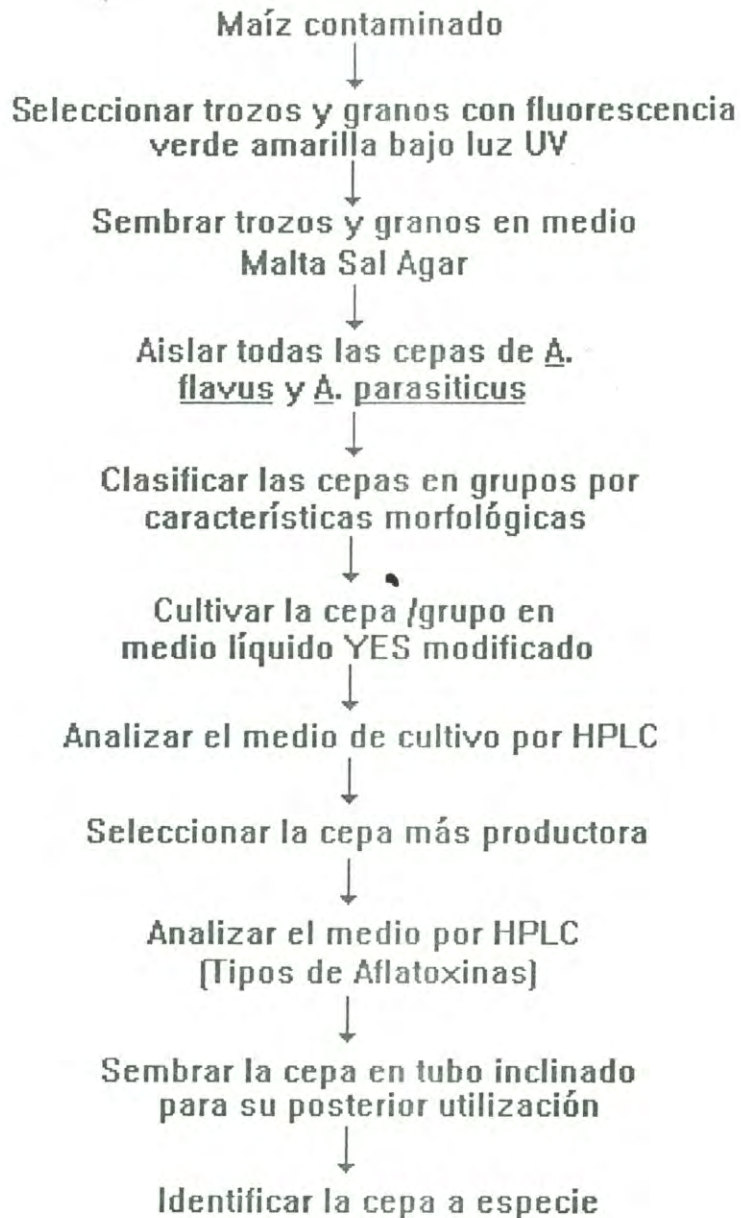 Maíz contaminado
Seleccionar trozos y granos con fluorescencia
verde amarilla bajo luz UV
Sembrar trozos y granos en medio
Malta Sal Agar
Aislar todas las cepas de A.
flavus y A. parasiticus
Clasificar las cepas en grupos por
características morfológicas
Cultivar la cepa /grupo en
medio líquido YES modificado
Analizar el medio de cultivo por HPLC
Seleccionar la cepa más productora
Analizar el medio por HPLC
(Tipos de Aflatoxinas)
Sembrar la cepa en tubo inclinado
para su posterior utilización
Identificar la cepa a especie